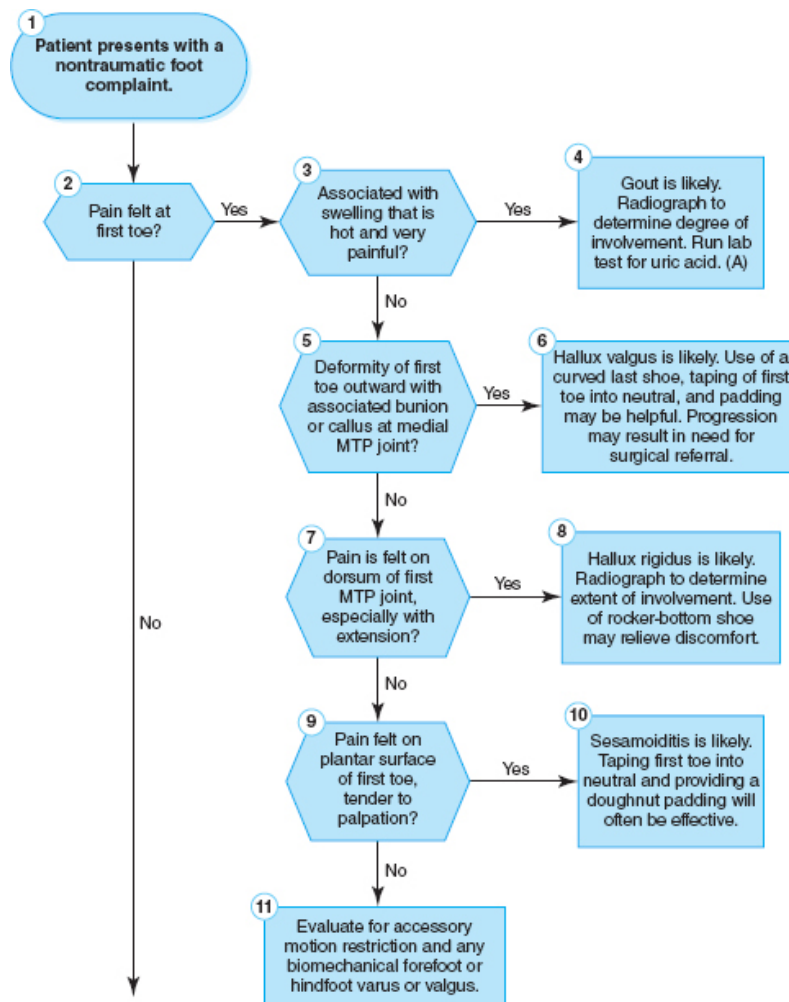 1
Patient presents with a
nontraumatic foot
complaint.
2
Pain felt at
first toe?
Yes
3
Associated with
swelling that is
hot and very
painful?
Yes
4
Gout is likely.
Radiograph to
determine degree of
involvement. Run lab
test for uric acid. (A)
No
5
Deformity of first
toe outward with
associated bunion
or callus at medial
MTP joint?
Yes
6
Hallux valgus is likely. Use of a
curved last shoe, taping of first
toe into neutral, and padding
may be helpful. Progression
may result in need for
surgical referral.
No
7
Pain is felt on
dorsum of first
MTP joint,
especially with
extension?
Yes
8
Hallux rigidus is likely.
Radiograph to determine
extent of involvement. Use
of rocker-bottom shoe
may relieve discomfort.
No
No
9
Pain felt on
plantar surface
of first toe,
tender to
palpation?
Yes
10
Sesamoiditis is likely.
Taping first toe into
neutral and providing a
doughnut padding will
often be effective.
No
11
Evaluate for accessory
motion restriction and any
biomechanical forefoot or
hindfoot varus or valgus.